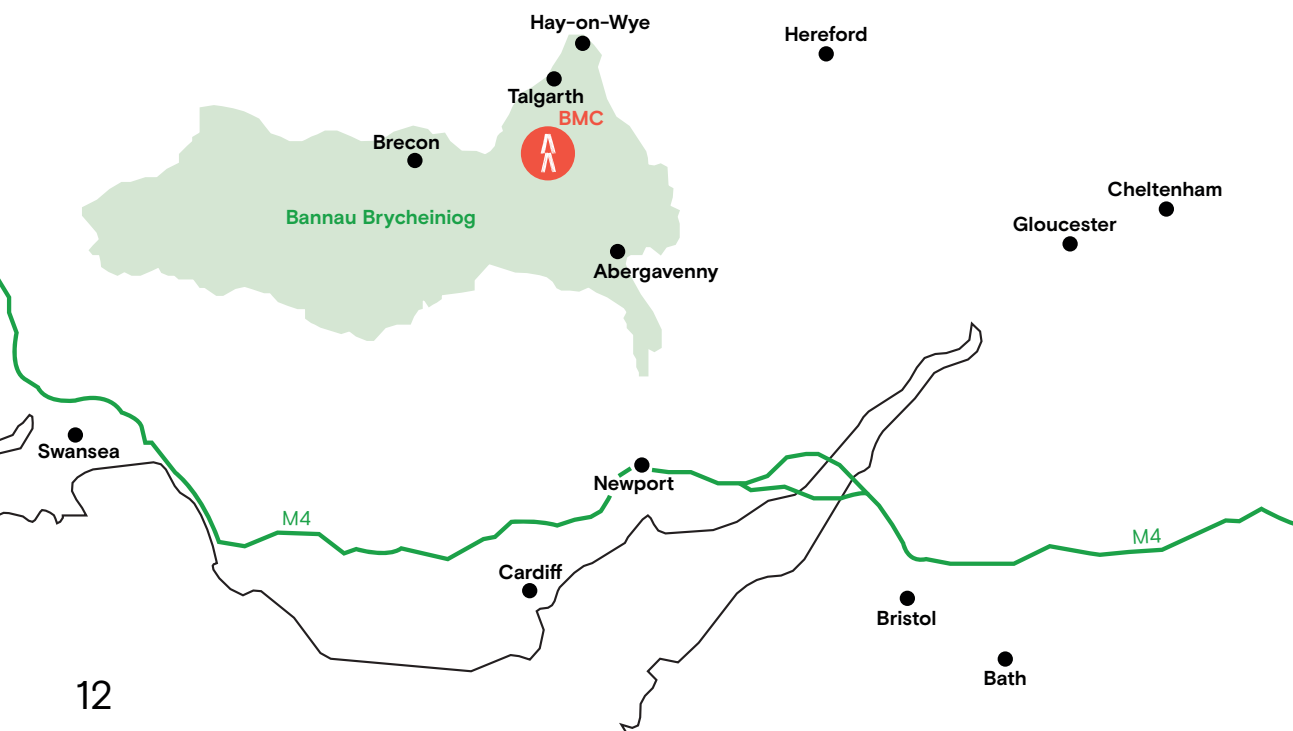 Hay-on-Wye
Hereford
Talgarth
BMC
Brecon
Cheltenham
Bannau Brycheiniog
Gloucester
Abergavenny
Swansea
Newport
M4
M4
Cardiff
Bristol
Bath
12